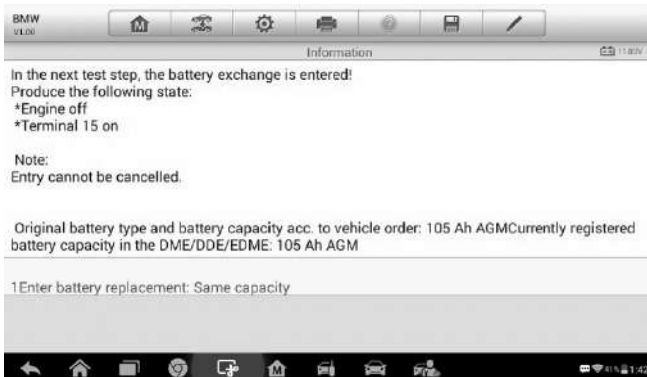 BMW
V1.00
Information
In the next test step, the battery exchange is entered!
Produce the following state:
*Engine off
*Terminal 15 on
Note:
Entry cannot be cancelled.
Original battery type and battery capacity acc. to vehicle order: 105 Ah AGMCurrently registered
battery capacity in the DME/DDE/EDME: 105 Ah AGM
1Enter battery replacement: Same capacity
41%
1:42